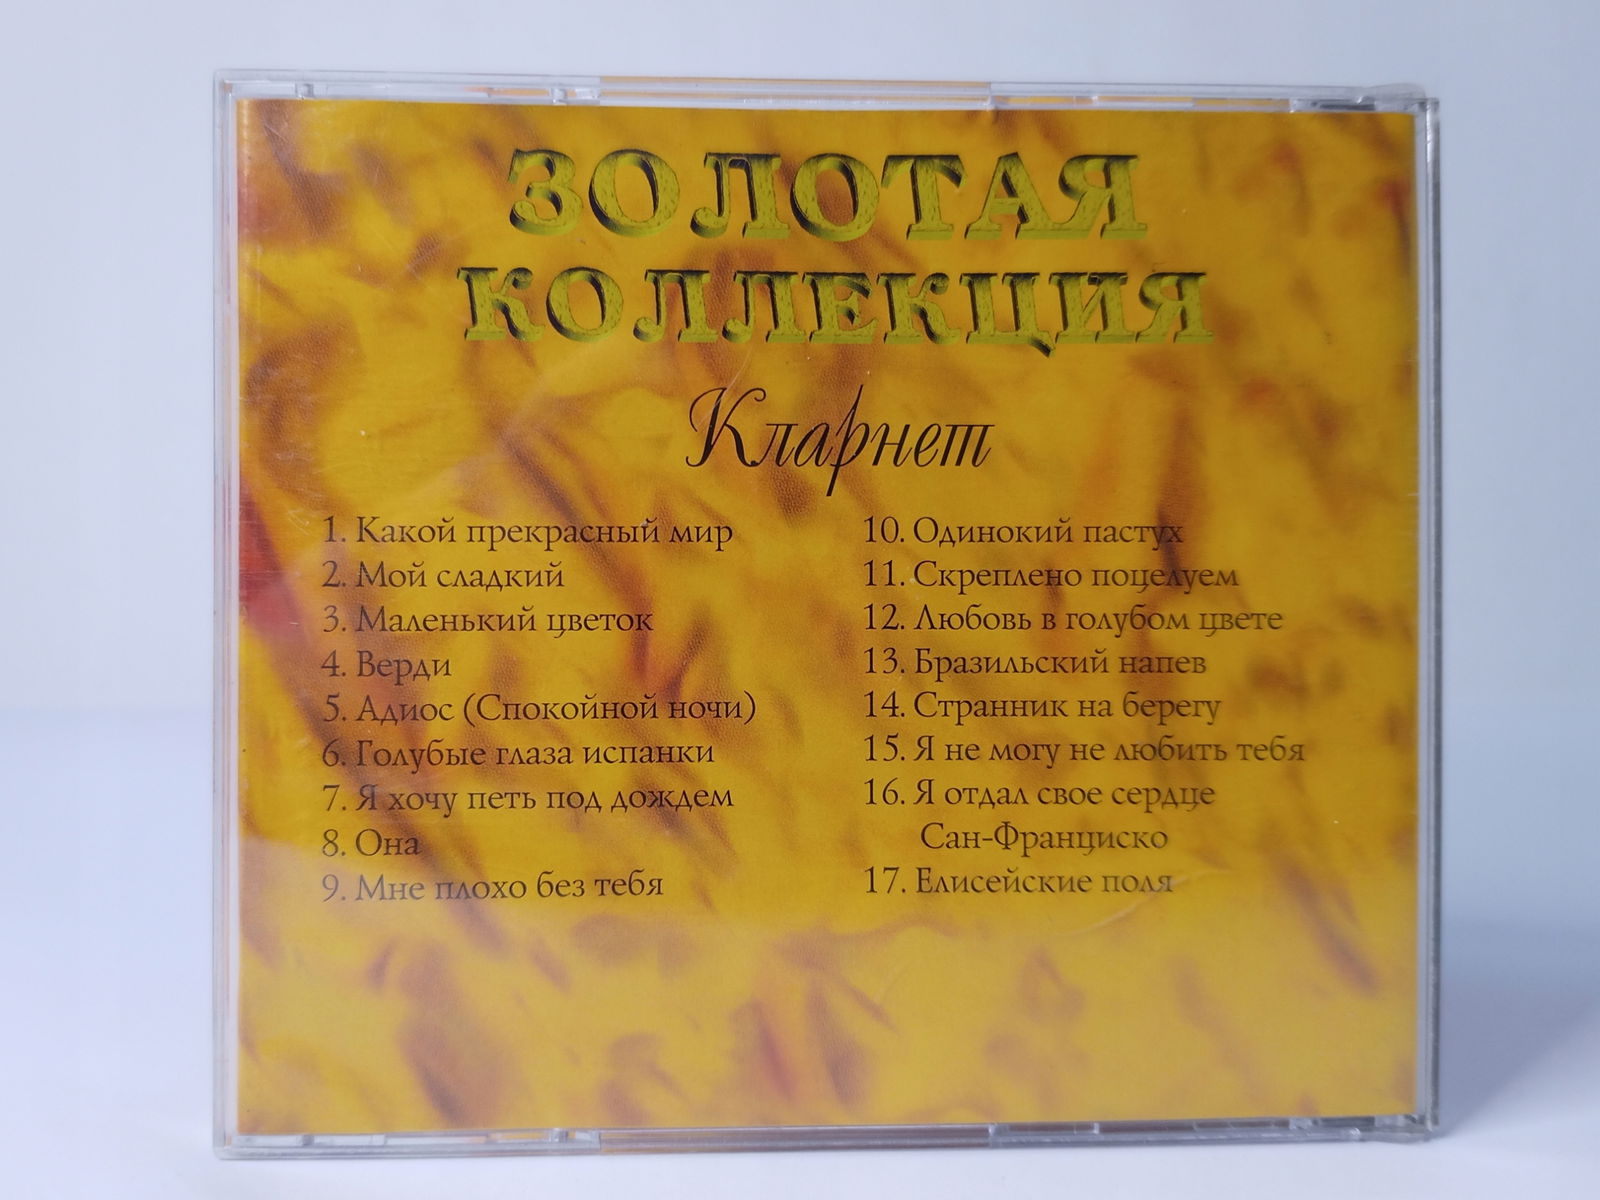 ЗОЛОТАЯ
КОЛЛЕКЦИЯ
Кларнет
1. Какой прекрасный мир
2. Мой сладкий
3. Маленький цветок
4. Верди
5. Адиос (Спокойной ночи)
6. Голубые глаза испанки
7. Я хочу петь под дождем
8. Она
9. Мне плохо без тебя
10. Одинокий пастух
11. Скреплено поцелуем
12. Любовь в голубом цвете
13. Бразильский напев
14. Странник на берегу
15. Я не могу не любить тебя
16. Я отдал свое сердце
Сан-Франциско
17. Елисейские поля